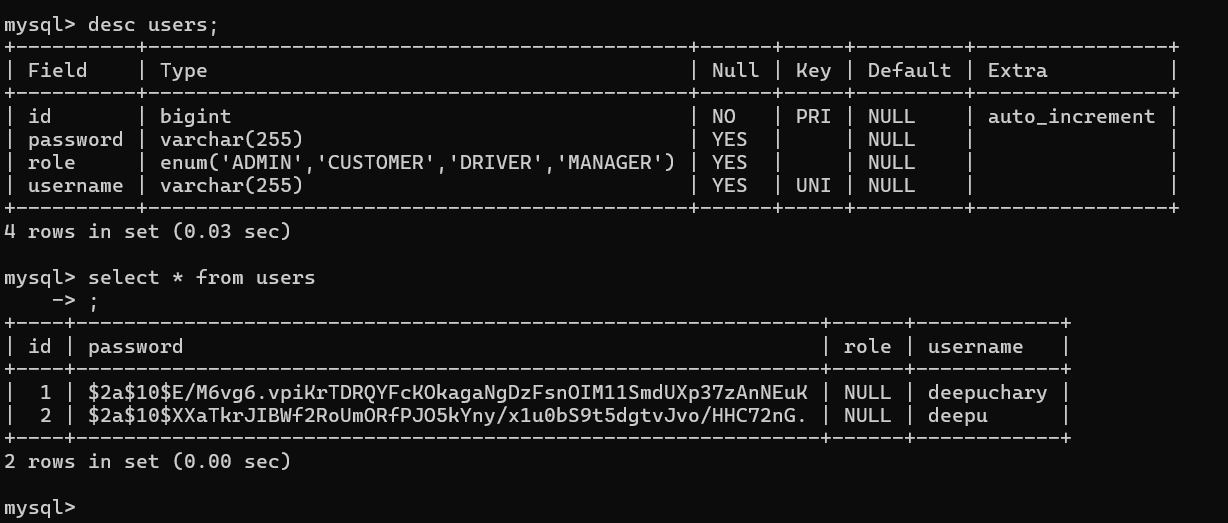 mysql> desc users;
+----------+---------------------------------------------+------+-----+---------+----------------+
| Field    | Type                                        | Null | Key | Default | Extra          |
+----------+---------------------------------------------+------+-----+---------+----------------+
| id       | bigint                                      | NO   | PRI | NULL    | auto_increment |
| password | varchar(255)                                | YES  |     | NULL    |                |
| role     | enum('ADMIN','CUSTOMER','DRIVER','MANAGER') | YES  |     | NULL    |                |
| username | varchar(255)                                | YES  | UNI | NULL    |                |
+----------+---------------------------------------------+------+-----+---------+----------------+
4 rows in set (0.03 sec)
mysql> select * from users
    -> ;
+----+--------------------------------------------------------------+------+------------+
| id | password                                                     | role | username   |
+----+--------------------------------------------------------------+------+------------+
|  1 | $2a$10$E/M6vg6.vpiKrTDRQYFcKOkagaNgDzFsnOIM11SmdUXp37zAnNEuK | NULL | deepuchary |
|  2 | $2a$10$XXaTkrJIBWf2RoUmORfPJO5kYny/x1u0bS9t5dgtvJvo/HHC72nG. | NULL | deepu      |
+----+--------------------------------------------------------------+------+------------+
2 rows in set (0.00 sec)
mysql>